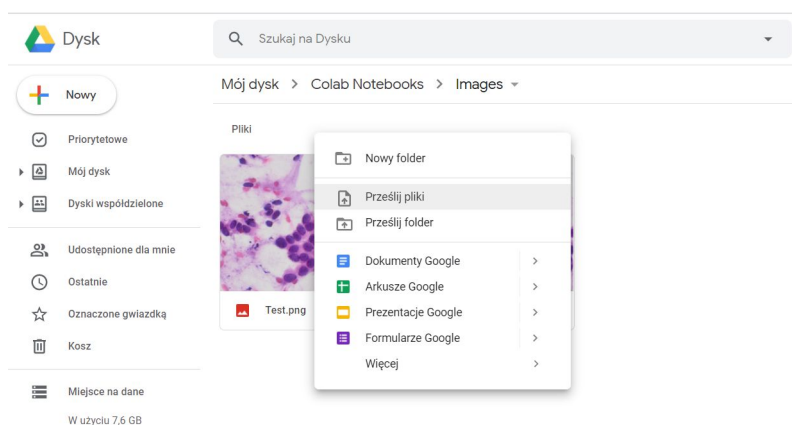 Dysk
Szukaj na Dysku
Nowy
Mój dysk > Colab Notebooks > Images
Priorytetowe
Mój dysk
Dyski współdzielone
Udostępnione dla mnie
Ostatnie
Oznaczone gwiazdką
Kosz
Miejsce na dane
W użyciu 7,6 GB
Pliki
Test.png
Nowy folder
Prześlij pliki
Prześlij folder
Dokumenty Google
Arkusze Google
Prezentacje Google
Formularze Google
Więcej